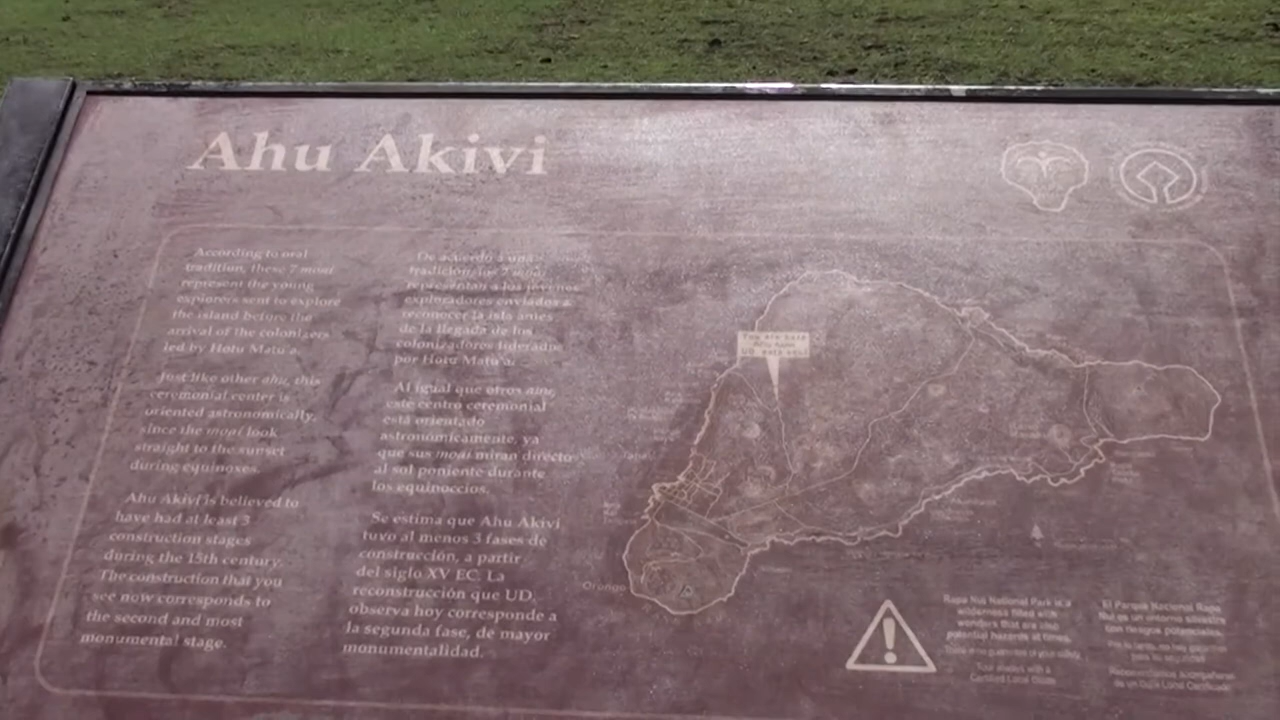 Ahu Akivi
According to oral
tradition, these 7 moai
represent the young
explorers sent to explore
the island before the
arrival of the colonizers
led by Hotu Matu'a.
Just like other ahu, this
ceremonial center is
oriented astronomically,
since the moai look
straight to the sunset
during equinoxes.
Ahu Akivi is believed to
have had at least 3
construction stages
during the 15th century.
The construction that you
see now corresponds to
the second and most
monumental stage.
De acuerdo a una
tradición los 7 moai
representan a los jóvenes
exploradores enviados a
reconocer la isla antes
de la llegada de los
colonizadores liderados
por Hotu Matu'a.
Al igual que otros ahu,
este centro ceremonial
está orientado
astronómicamente, ya
que sus moai miran directo
al sol poniente durante
los equinoccios.
Se estima que Ahu Akivi
tuvo al menos 3 fases de
construcción, a partir
del siglo XV EC. La
reconstrucción que UD.
observa hoy corresponde a
la segunda fase, de mayor
monumentalidad.
You are here
Ahu Akivi
UD. está aquí
Orongo
Rapa Nui National Park is a
wilderness filled with
wonders that are also
potential hazards at times.
Tour always with a
Certified Local Guide
El Parque Nacional Rapa
Nui es un entorno silvestre
con riesgos potenciales.
Recomendamos acompañarse
de un Guía Local Certificado